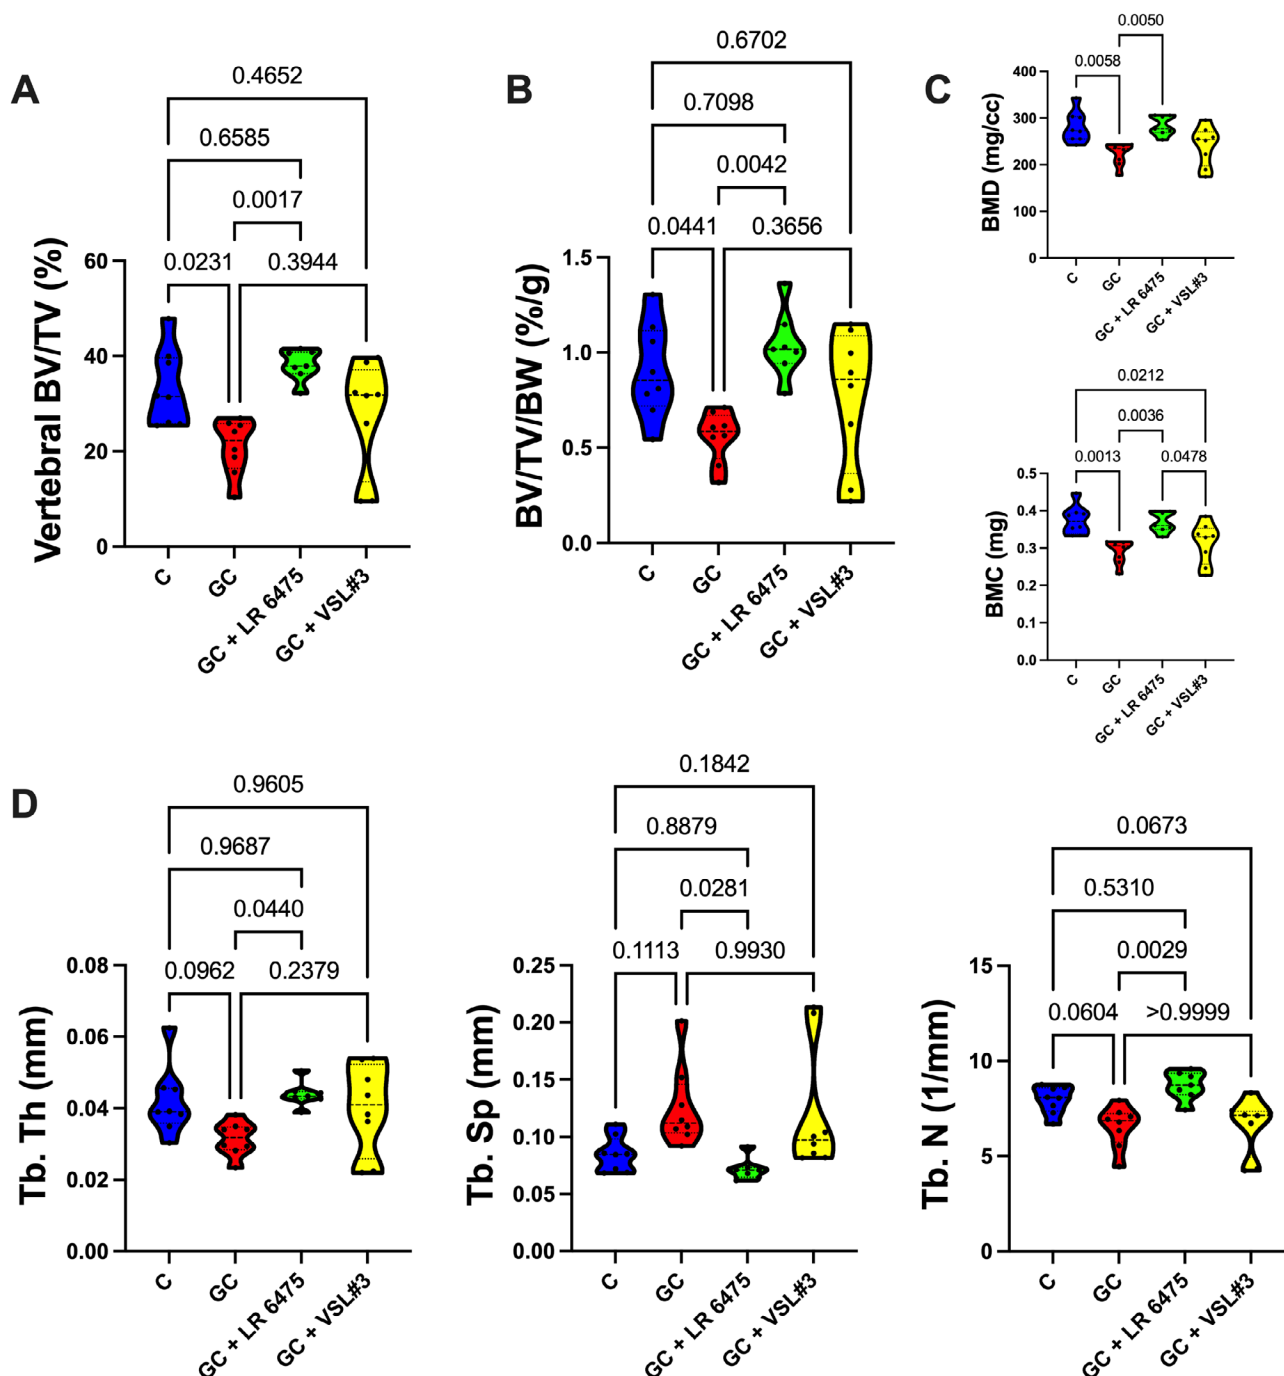 A
0.4652
0.6585
0.0017
0.0231
0.3944
Vertebral BV/TV (%)
60
40
20
0
C
GC
GC + LR 6475
GC + VSL#3
B
0.6702
0.7098
0.0042
0.0441
0.3656
BV/TV/BW (%/g)
1.5
1.0
0.5
0.0
C
GC
GC + LR 6475
GC + VSL#3
C
0.0050
0.0058
BMD (mg/cc)
400
300
200
100
0
C
GC
GC + LR 6475
GC + VSL#3
0.0212
0.0036
0.0013
0.0478
BMC (mg)
0.5
0.4
0.3
0.2
0.1
0.0
C
GC
GC + LR 6475
GC + VSL#3
D
0.9605
0.9687
0.0440
0.0962
0.2379
Tb. Th (mm)
0.08
0.06
0.04
0.02
0.00
C
GC
GC + LR 6475
GC + VSL#3
0.1842
0.8879
0.0281
0.1113
0.9930
Tb. Sp (mm)
0.25
0.20
0.15
0.10
0.05
0.00
C
GC
GC + LR 6475
GC + VSL#3
0.0673
0.5310
0.0029
0.0604
>0.9999
Tb. N (1/mm)
15
10
5
0
C
GC
GC + LR 6475
GC + VSL#3